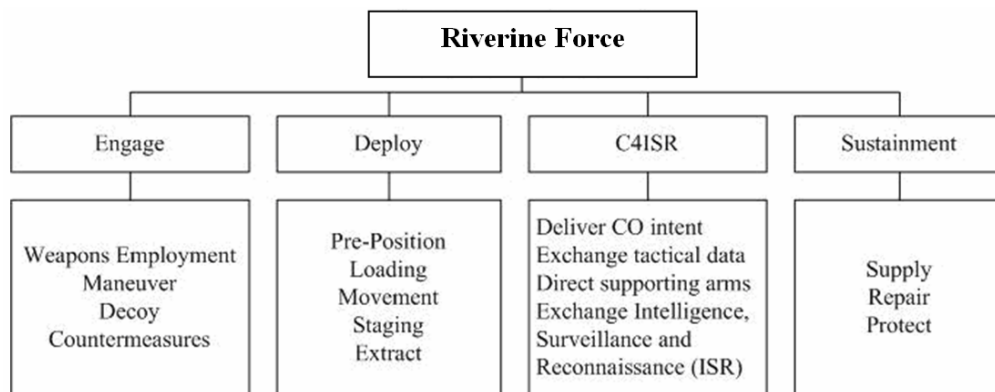 Riverine Force
Engage
Deploy
C4ISR
Sustainment
Weapons Employment
Maneuver
Decoy
Countermeasures
Pre-Position
Loading
Movement
Staging
Extract
Deliver CO intent
Exchange tactical data
Direct supporting arms
Exchange Intelligence,
Surveillance and
Reconnaissance (ISR)
Supply
Repair
Protect